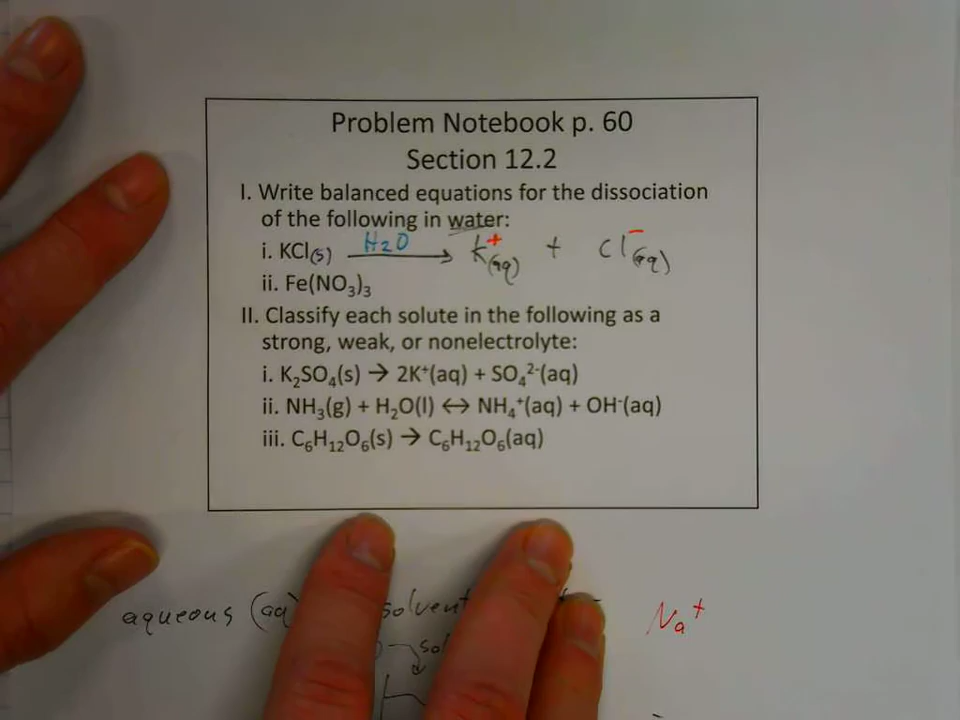 Problem Notebook p. 60
Section 12.2
I. Write balanced equations for the dissociation
of the following in water:
i. KCl(s) H₂O → K⁺(aq) + Cl⁻(aq)
ii. Fe(NO₃)₃
II. Classify each solute in the following as a
strong, weak, or nonelectrolyte:
i. K₂SO₄(s) → 2K⁺(aq) + SO₄²⁻(aq)
ii. NH₃(g) + H₂O(l) ↔ NH₄⁺(aq) + OH⁻(aq)
iii. C₆H₁₂O₆(s) → C₆H₁₂O₆(aq)
aqueous (aq) solvent Na⁺